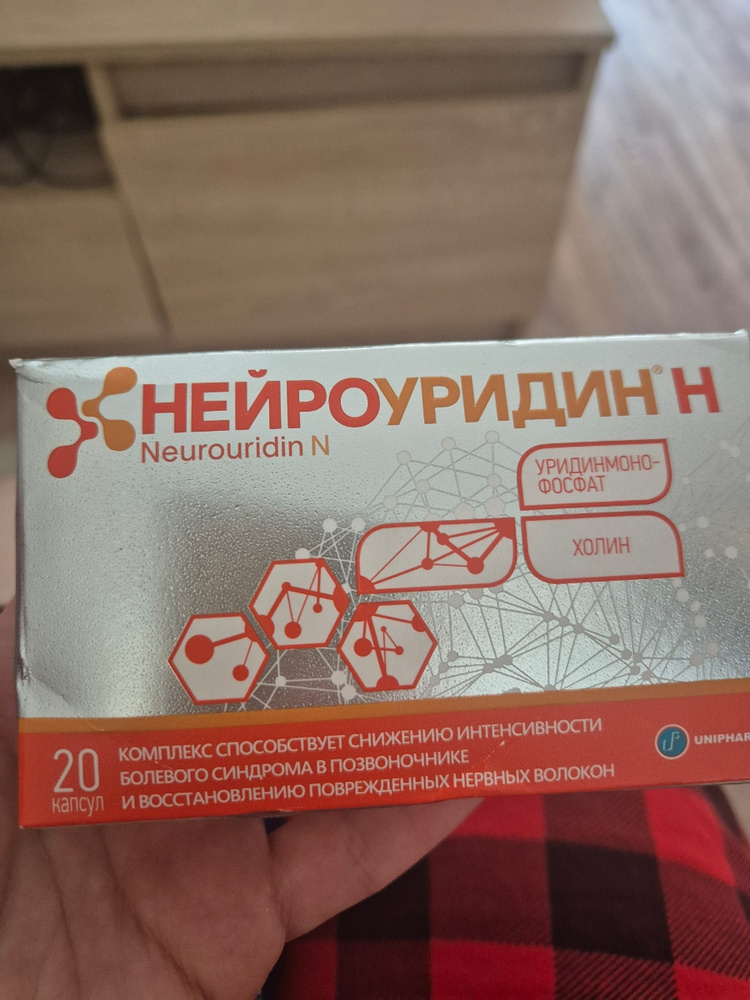 НЕЙРОУРИДИН® Н
Neurouridin N
УРИДИНМОНО-
ФОСФАТ
ХОЛИН
20
капсул
КОМПЛЕКС СПОСОБСТВУЕТ СНИЖЕНИЮ ИНТЕНСИВНОСТИ
БОЛЕВОГО СИНДРОМА В ПОЗВОНОЧНИКЕ
И ВОССТАНОВЛЕНИЮ ПОВРЕЖДЕННЫХ НЕРВНЫХ ВОЛОКОН
UNIPHAR